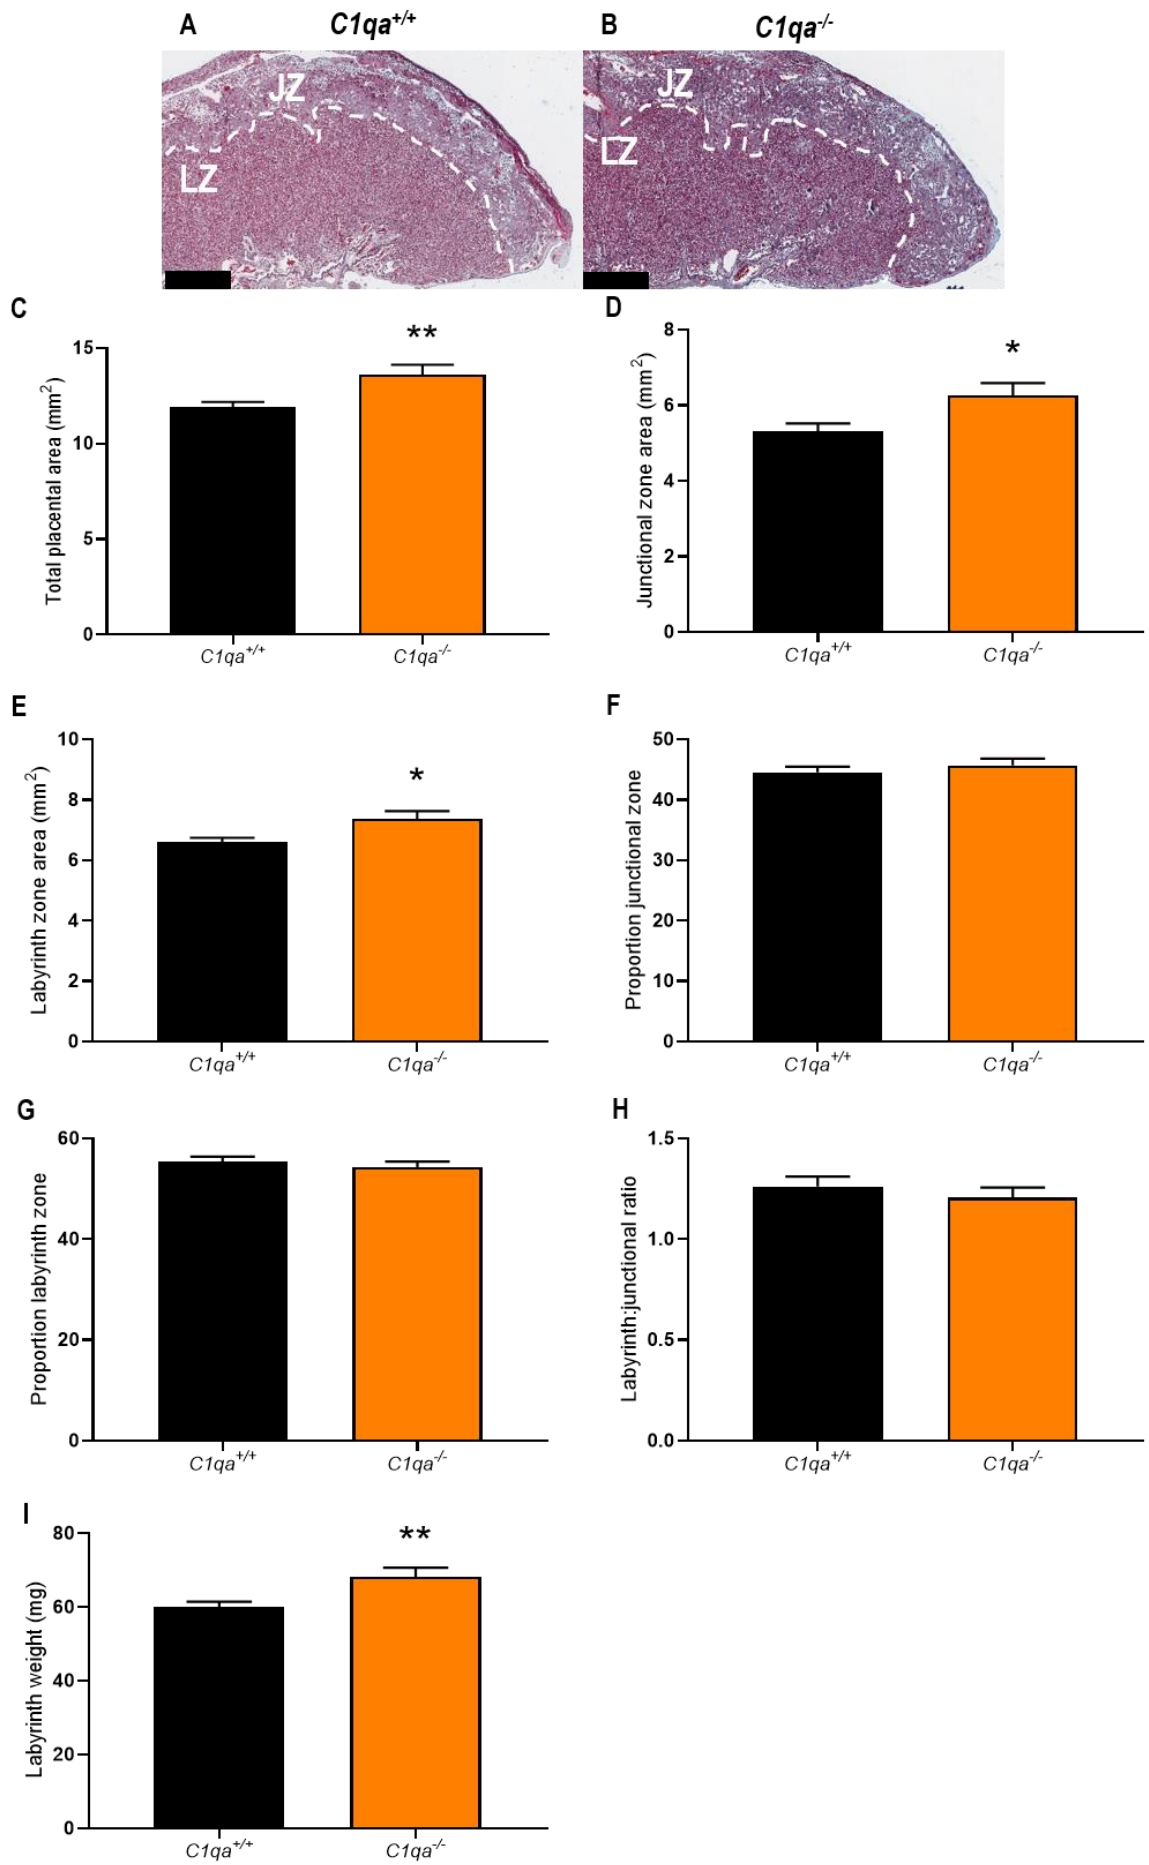 A
C1qa+/+
B
C1qa-/-
JZ
LZ
JZ
LZ
C
**
15
10
5
0
Total placental area (mm2)
C1qa+/+
C1qa-/-
D
*
8
6
4
2
0
Junctional zone area (mm2)
C1qa+/+
C1qa-/-
E
*
10
8
6
4
2
0
Labyrinth zone area (mm2)
C1qa+/+
C1qa-/-
F
50
40
30
20
10
0
Proportion junctional zone
C1qa+/+
C1qa-/-
G
60
40
20
0
Proportion labyrinth zone
C1qa+/+
C1qa-/-
H
1.5
1.0
0.5
0.0
Labyrinth:junctional ratio
C1qa+/+
C1qa-/-
I
**
80
60
40
20
0
Labyrinth weight (mg)
C1qa+/+
C1qa-/-